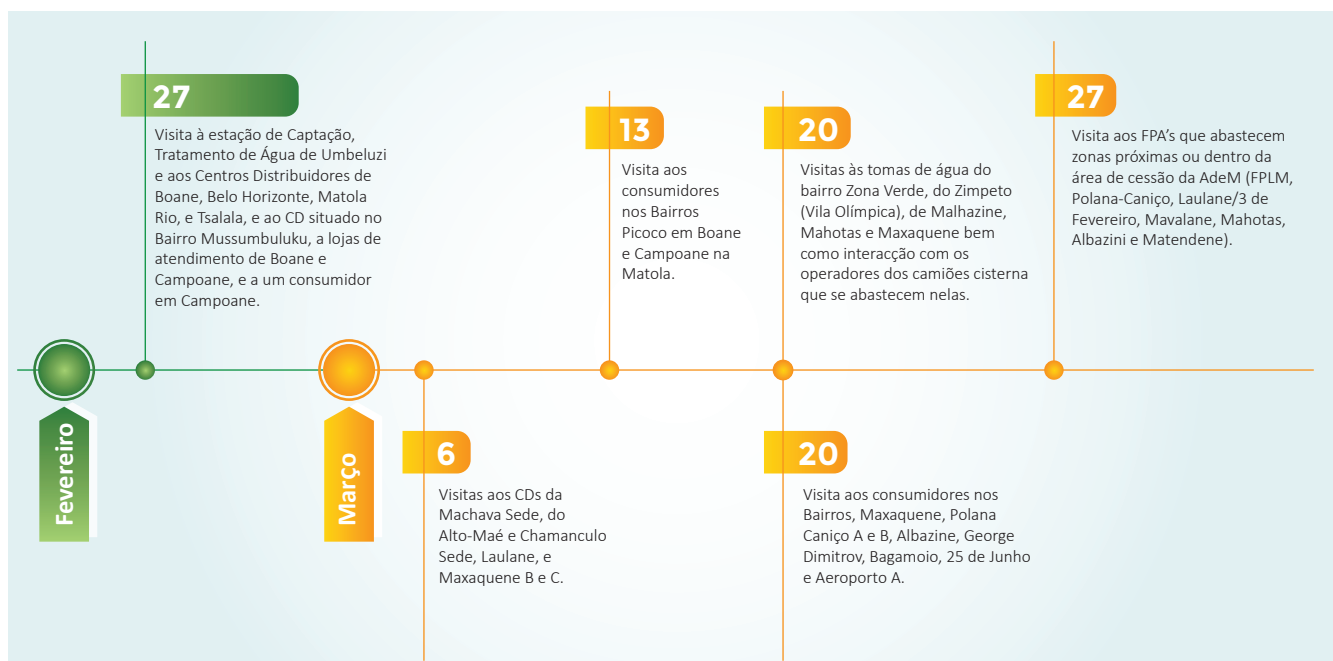 27
Visita à estação de Captação,
Tratamento de Água de Umbeluzi
e aos Centros Distribuidores de
Boane, Belo Horizonte, Matola
Rio, e Tsalala, e ao CD situado no
Bairro Mussumbuluku, a lojas de
atendimento de Boane e
Campoane, e a um consumidor
em Campoane.
13
Visita aos
consumidores
nos Bairros
Picoco em Boane
e Campoane na
Matola.
20
Visitas às tomas de água do
bairro Zona Verde, do Zimpeto
(Vila Olímpica), de Malhazine,
Mahotas e Maxaquene bem
como interacção com os
operadores dos camiões cisterna
que se abastecem nelas.
27
Visita aos FPA’s que abastecem
zonas próximas ou dentro da
área de cessão da AdeM (FPLM,
Polana-Caniço, Laulane/3 de
Fevereiro, Mavalane, Mahotas,
Albazini e Matendene).
Fevereiro
Março
6
Visitas aos CDs da
Machava Sede, do
Alto-Maé e Chamanculo
Sede, Laulane, e
Maxaquene B e C.
20
Visita aos consumidores nos
Bairros, Maxaquene, Polana
Caniço A e B, Albazine, George
Dimitrov, Bagamoio, 25 de Junho
e Aeroporto A.